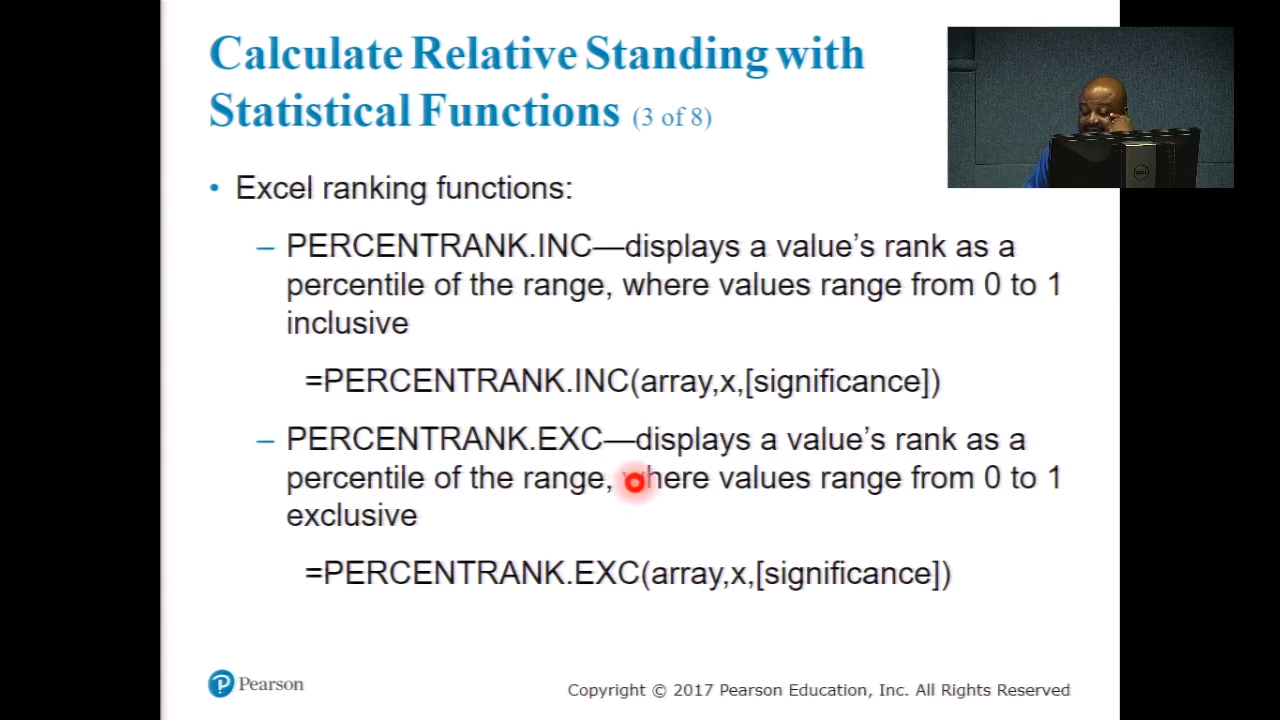 Calculate Relative Standing with
Statistical Functions (3 of 8)
• Excel ranking functions:
– PERCENTRANK.INC—displays a value's rank as a
percentile of the range, where values range from 0 to 1
inclusive
=PERCENTRANK.INC(array,x,[significance])
– PERCENTRANK.EXC—displays a value's rank as a
percentile of the range, where values range from 0 to 1
exclusive
=PERCENTRANK.EXC(array,x,[significance])
P Pearson
Copyright © 2017 Pearson Education, Inc. All Rights Reserved
DELL